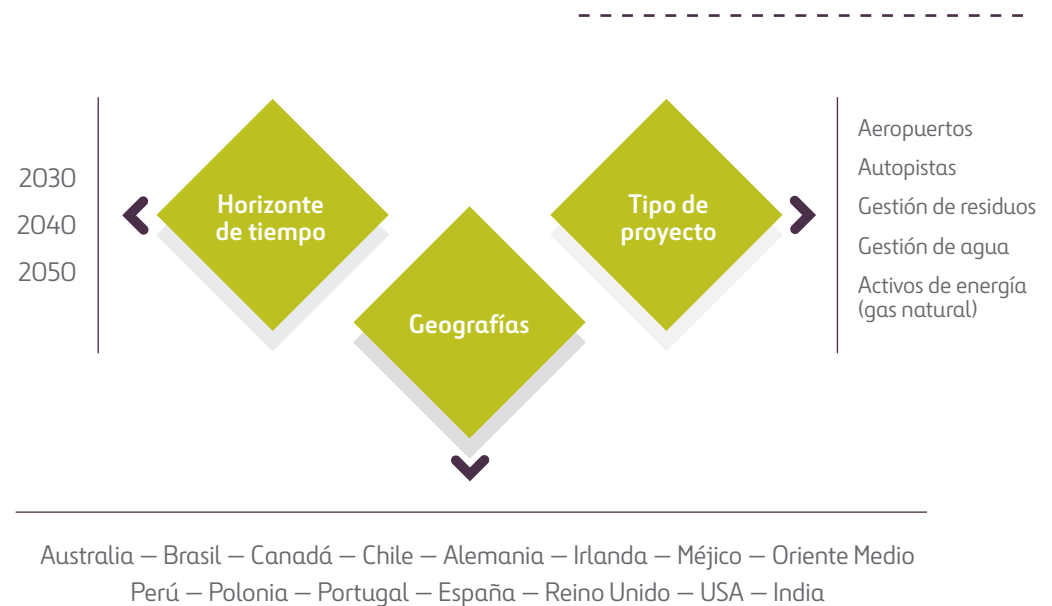 2030
2040
2050
Horizonte
de tiempo
Geografías
Tipo de
proyecto
Aeropuertos
Autopistas
Gestión de residuos
Gestión de agua
Activos de energía
(gas natural)
Australia — Brasil — Canadá — Chile — Alemania — Irlanda — Méjico — Oriente Medio
Perú — Polonia — Portugal — España — Reino Unido — USA — India